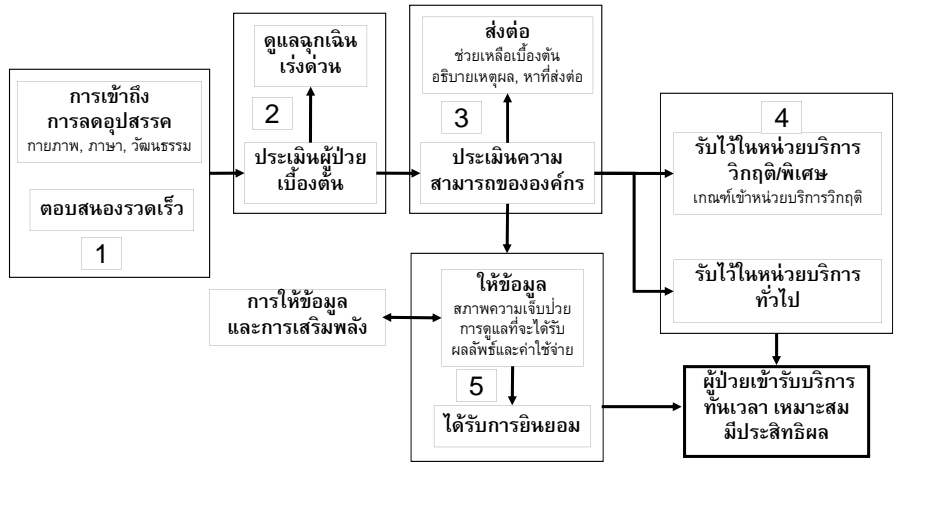 การเข้าถึง
การลดอุปสรรค
กายภาพ, ภาษา, วัฒนธรรม
ตอบสนองรวดเร็ว
1
ดูแลฉุกเฉิน
เร่งด่วน
2
ประเมินผู้ป่วย
เบื้องต้น
ส่งต่อ
ช่วยเหลือเบื้องต้น
อธิบายเหตุผล, หาที่ส่งต่อ
3
ประเมินความ
สามารถขององค์กร
4
รับไว้ในหน่วยบริการ
วิกฤติ/พิเศษ
เกณฑ์เข้าหน่วยบริการวิกฤติ
รับไว้ในหน่วยบริการ
ทั่วไป
การให้ข้อมูล
และการเสริมพลัง
ให้ข้อมูล
สภาพความเจ็บป่วย
การดูแลที่จะได้รับ
ผลลัพธ์และค่าใช้จ่าย
5
ได้รับการยินยอม
ผู้ป่วยเข้ารับบริการ
ทันเวลา เหมาะสม
มีประสิทธิผล